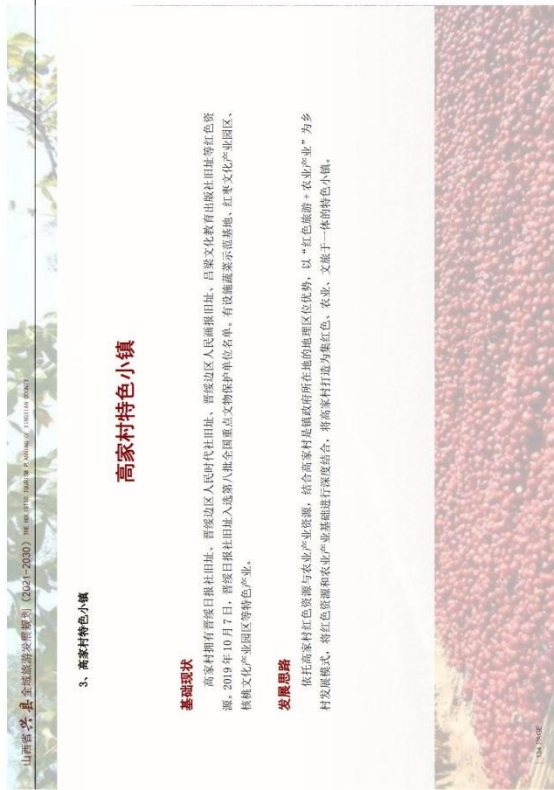 山西省兴县全域旅游发展规划（2021-2030） THE HOLISTIC TOURISM PLANNING OF XINGXIAN COUNTY
3、高家村特色小镇
高家村特色小镇
基础现状
高家村拥有晋绥日报社旧址、晋绥边区人民时代社旧址、晋绥边区人民画报旧址、吕梁文化教育出版社旧址等红色资
源。2019年10月7日，晋绥日报社旧址入选第八批全国重点文物保护单位名单。有设施蔬菜示范基地、红枣文化产业园区、
核桃文化产业园区等特色产业。
发展思路
依托高家村红色资源与农业产业资源，结合高家村是镇政府所在地的地理区位优势，以“红色旅游+农业产业”为乡
村发展模式，将红色资源和农业产业基础进行深度结合，将高家村打造为集红色、农业、文旅于一体的特色小镇。